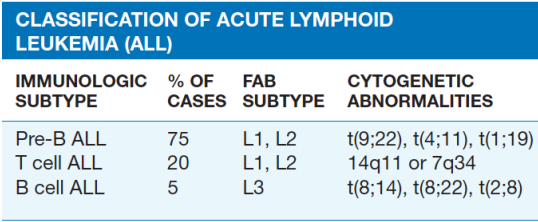 CLASSIFICATION OF ACUTE LYMPHOID
LEUKEMIA (ALL)
IMMUNOLOGIC % OF FAB CYTOGENETIC
SUBTYPE CASES SUBTYPE ABNORMALITIES
Pre-B ALL 75 L1, L2 t(9;22), t(4;11), t(1;19)
T cell ALL 20 L1, L2 14q11 or 7q34
B cell ALL 5 L3 t(8;14), t(8;22), t(2;8)